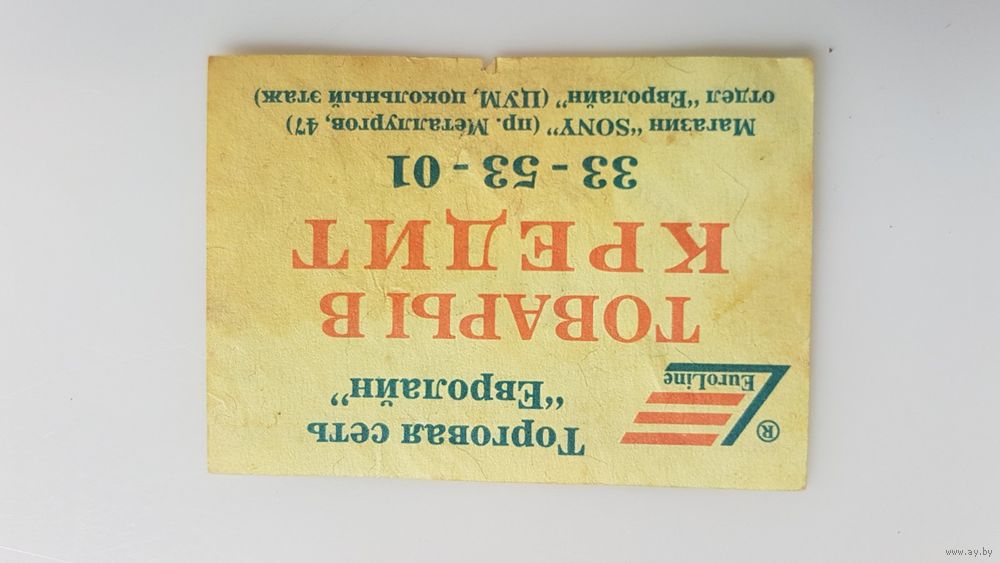 Торговая сеть
“Евролайн”
EuroLine
®
ТОВАРЫ В
КРЕДИТ
33 - 53 - 01
Магазин “SONY” (пр. Металлургов, 47)
отдел “Евролайн” (ЦУМ, цокольный этаж)
www.ay.by